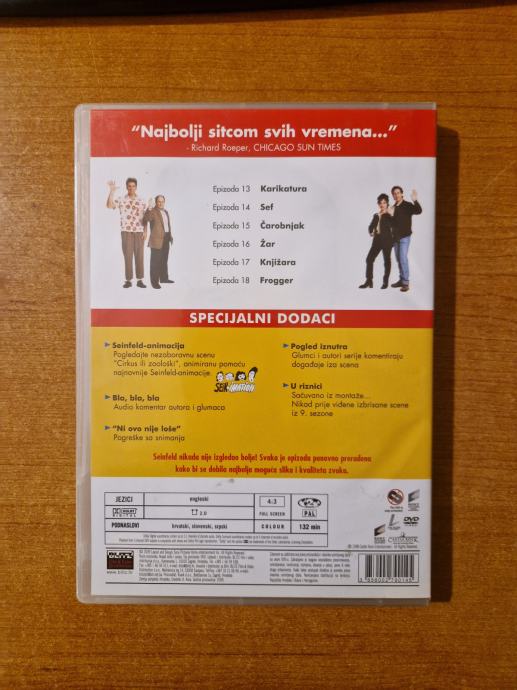 "Najbolji sitcom svih vremena..."
- Richard Roeper, CHICAGO SUN TIMES
Epizoda 13 Karikatura
Epizoda 14 Sef
Epizoda 15 Čarobnjak
Epizoda 16 Žar
Epizoda 17 Knjižara
Epizoda 18 Frogger
SPECIJALNI DODACI
Seinfeld-animacija
Pogledajte nezaboravnu scenu
"Cirkus ili zoološki", animiranu pomoću
najnovije Seinfeld-animacije
Bla, bla, bla
Audio komentar autora i glumaca
"Ni ovo nije loše"
Pogreške sa snimanja
Pogled iznutra
Glumci i autori serije komentiraju
događaje iza scena
U riznici
Sačuvano iz montaže...
Nikad prije viđene izbrisane scene
iz 9. sezone
Seinfeld nikada nije izgledao bolje! Svaka je epizoda ponovno prerađena
kako bi se dobila najbolja moguća slika i kvaliteta zvuka.
JEZICI engleski 4:3
2.0 FULL SCREEN PAL
PODNASLOVI hrvatski, slovenski, srpski COLOUR 132 min
DVD
www.blitz.hr